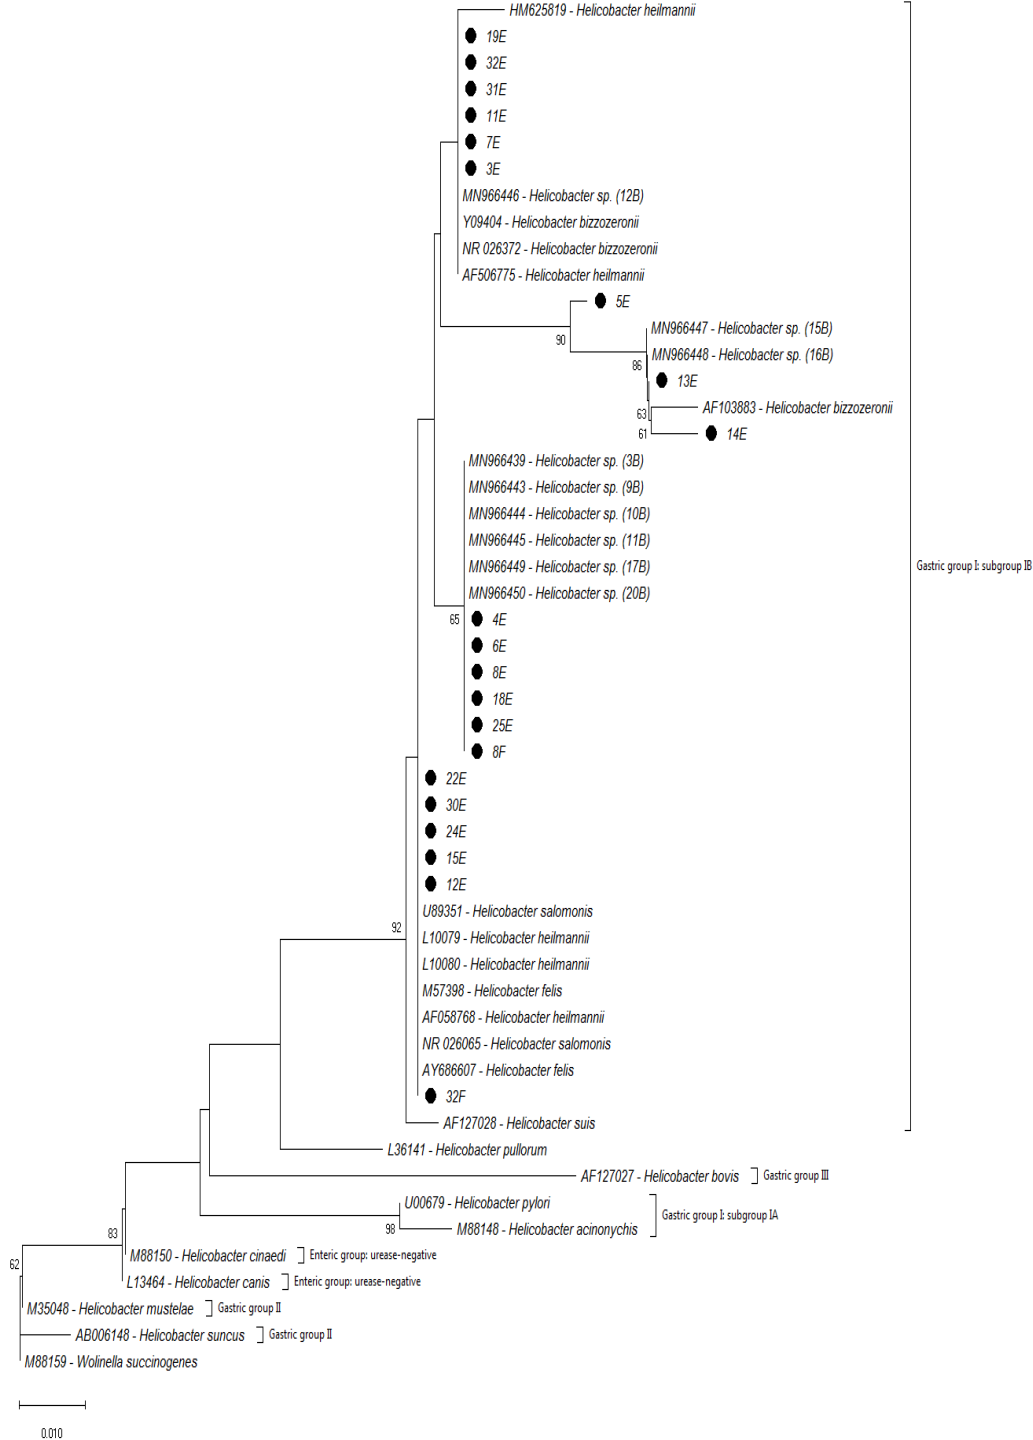 HM625819 - Helicobacter heilmannii
19E
32E
31E
11E
7E
3E
MN966446 - Helicobacter sp. (12B)
Y09404 - Helicobacter bizzozeronii
NR 026372 - Helicobacter bizzozeronii
AF506775 - Helicobacter heilmannii
5E
MN966447 - Helicobacter sp. (15B)
90
MN966448 - Helicobacter sp. (16B)
86
13E
AF103883 - Helicobacter bizzozeronii
63
61
14E
MN966439 - Helicobacter sp. (3B)
MN966443 - Helicobacter sp. (9B)
MN966444 - Helicobacter sp. (10B)
MN966445 - Helicobacter sp. (11B)
MN966449 - Helicobacter sp. (17B)
Gastric group I: subgroup IB
MN966450 - Helicobacter sp. (20B)
65
4E
6E
8E
18E
25E
8F
22E
30E
24E
15E
12E
U89351 - Helicobacter salomonis
92
L10079 - Helicobacter heilmannii
L10080 - Helicobacter heilmannii
M57398 - Helicobacter felis
AF058768 - Helicobacter heilmannii
NR 026065 - Helicobacter salomonis
AY686607 - Helicobacter felis
32F
AF127028 - Helicobacter suis
L36141 - Helicobacter pullorum
AF127027 - Helicobacter bovis Gastric group III
U00679 - Helicobacter pylori
Gastric group I: subgroup IA
98
M88148 - Helicobacter acinonychis
83
M88150 - Helicobacter cinaedi Enteric group: urease-negative
62
L13464 - Helicobacter canis Enteric group: urease-negative
M35048 - Helicobacter mustelae Gastric group II
AB006148 - Helicobacter suncus Gastric group II
M88159 - Wolinella succinogenes
0.010